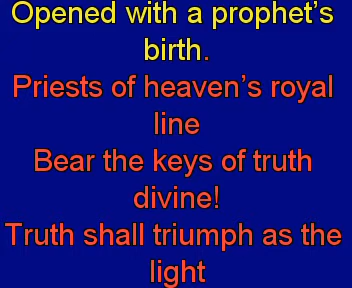 Opened with a prophet's
birth.
Priests of heaven's royal
line
Bear the keys of truth
divine!
Truth shall triumph as the
light